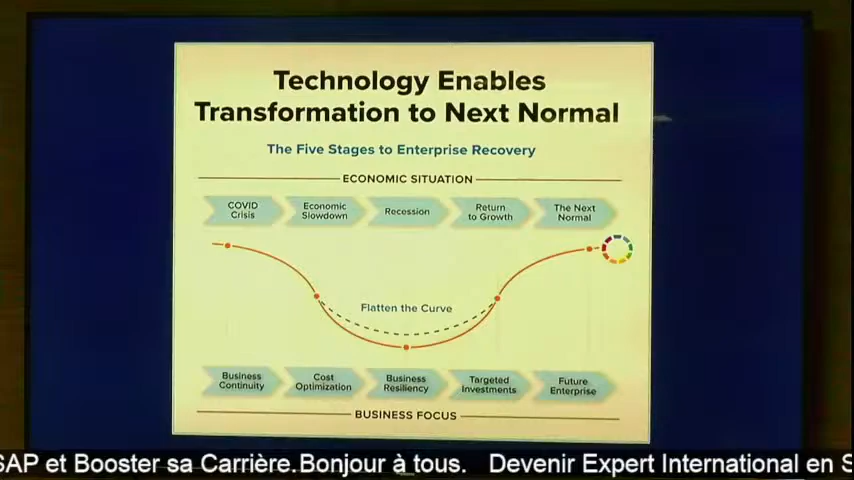 Technology Enables
Transformation to Next Normal
The Five Stages to Enterprise Recovery
ECONOMIC SITUATION
COVID
Crisis
Economic
Slowdown
Recession
Return
to Growth
The Next
Normal
Flatten the Curve
Business
Continuity
Cost
Optimization
Business
Resiliency
Targeted
Investments
Future
Enterprise
BUSINESS FOCUS
SAP et Booster sa Carrière.Bonjour à tous. Devenir Expert International en S